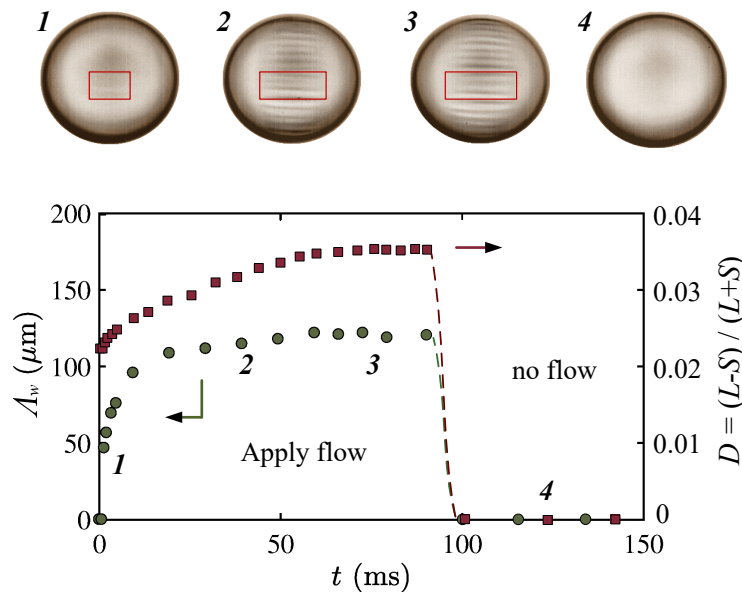 1 2 3 4
200 0.04
150 0.03
100 0.02
50 0.01
0 0
Λw (μm)
D = (L-S) / (L+S)
no flow
Apply flow
1
2
3
4
0 50 100 150
t (ms)